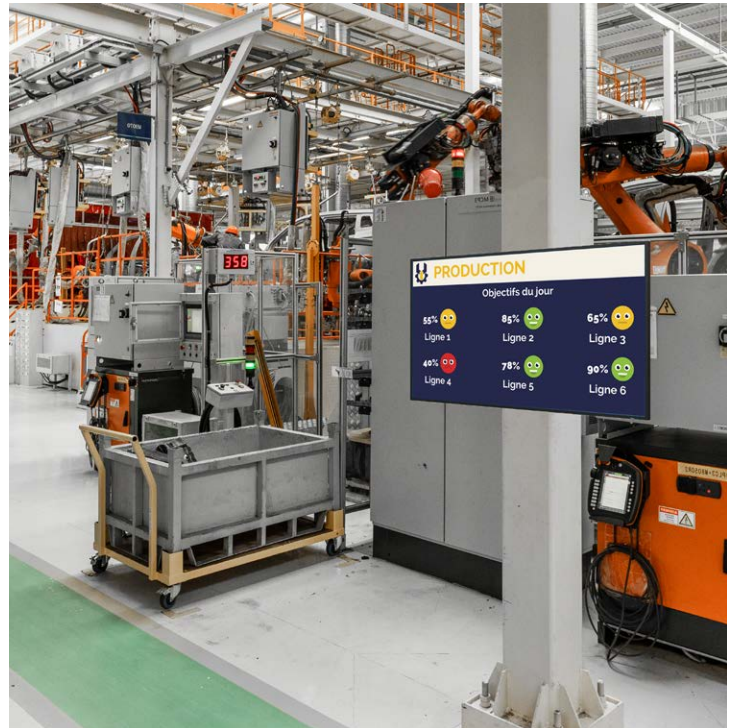 358
PRODUCTION
Objectifs du jour
55%
85%
65%
Ligne 1
Ligne 2
Ligne 3
40%
78%
90%
Ligne 4
Ligne 5
Ligne 6